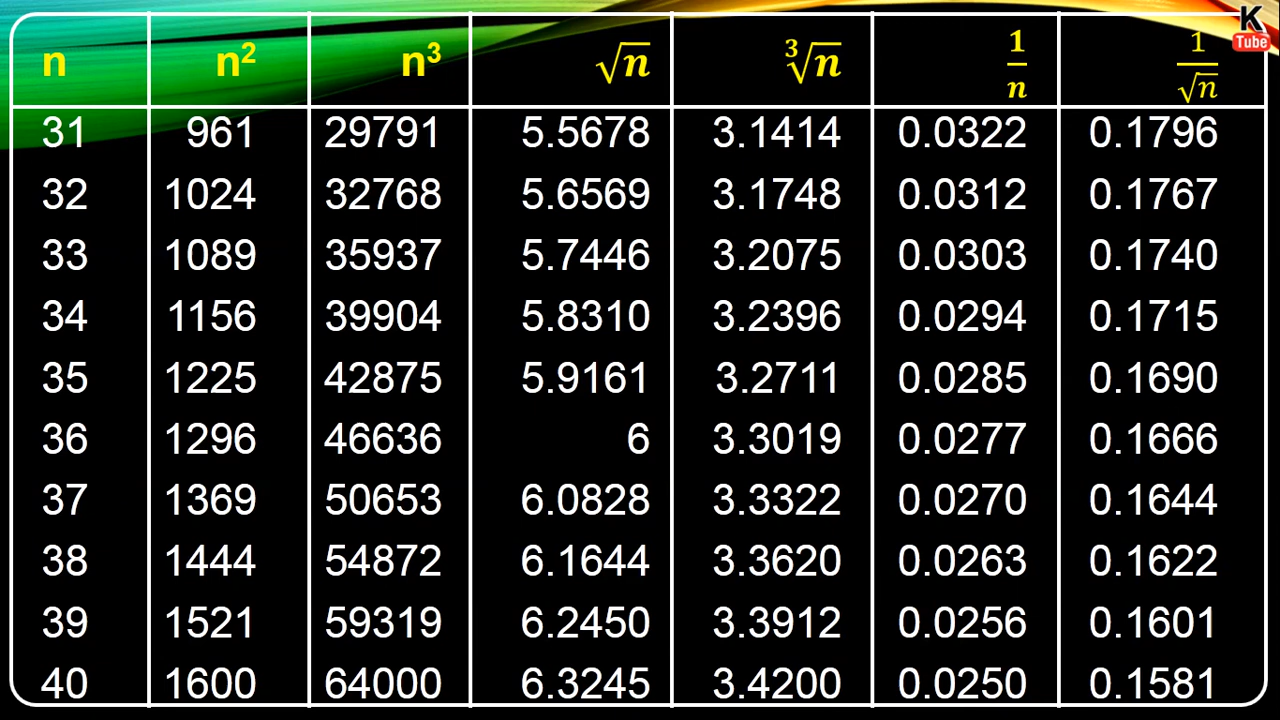 K
Tube
n n² n³ √n ∛n 1/n 1/√n
31 961 29791 5.5678 3.1414 0.0322 0.1796
32 1024 32768 5.6569 3.1748 0.0312 0.1767
33 1089 35937 5.7446 3.2075 0.0303 0.1740
34 1156 39904 5.8310 3.2396 0.0294 0.1715
35 1225 42875 5.9161 3.2711 0.0285 0.1690
36 1296 46636 6 3.3019 0.0277 0.1666
37 1369 50653 6.0828 3.3322 0.0270 0.1644
38 1444 54872 6.1644 3.3620 0.0263 0.1622
39 1521 59319 6.2450 3.3912 0.0256 0.1601
40 1600 64000 6.3245 3.4200 0.0250 0.1581